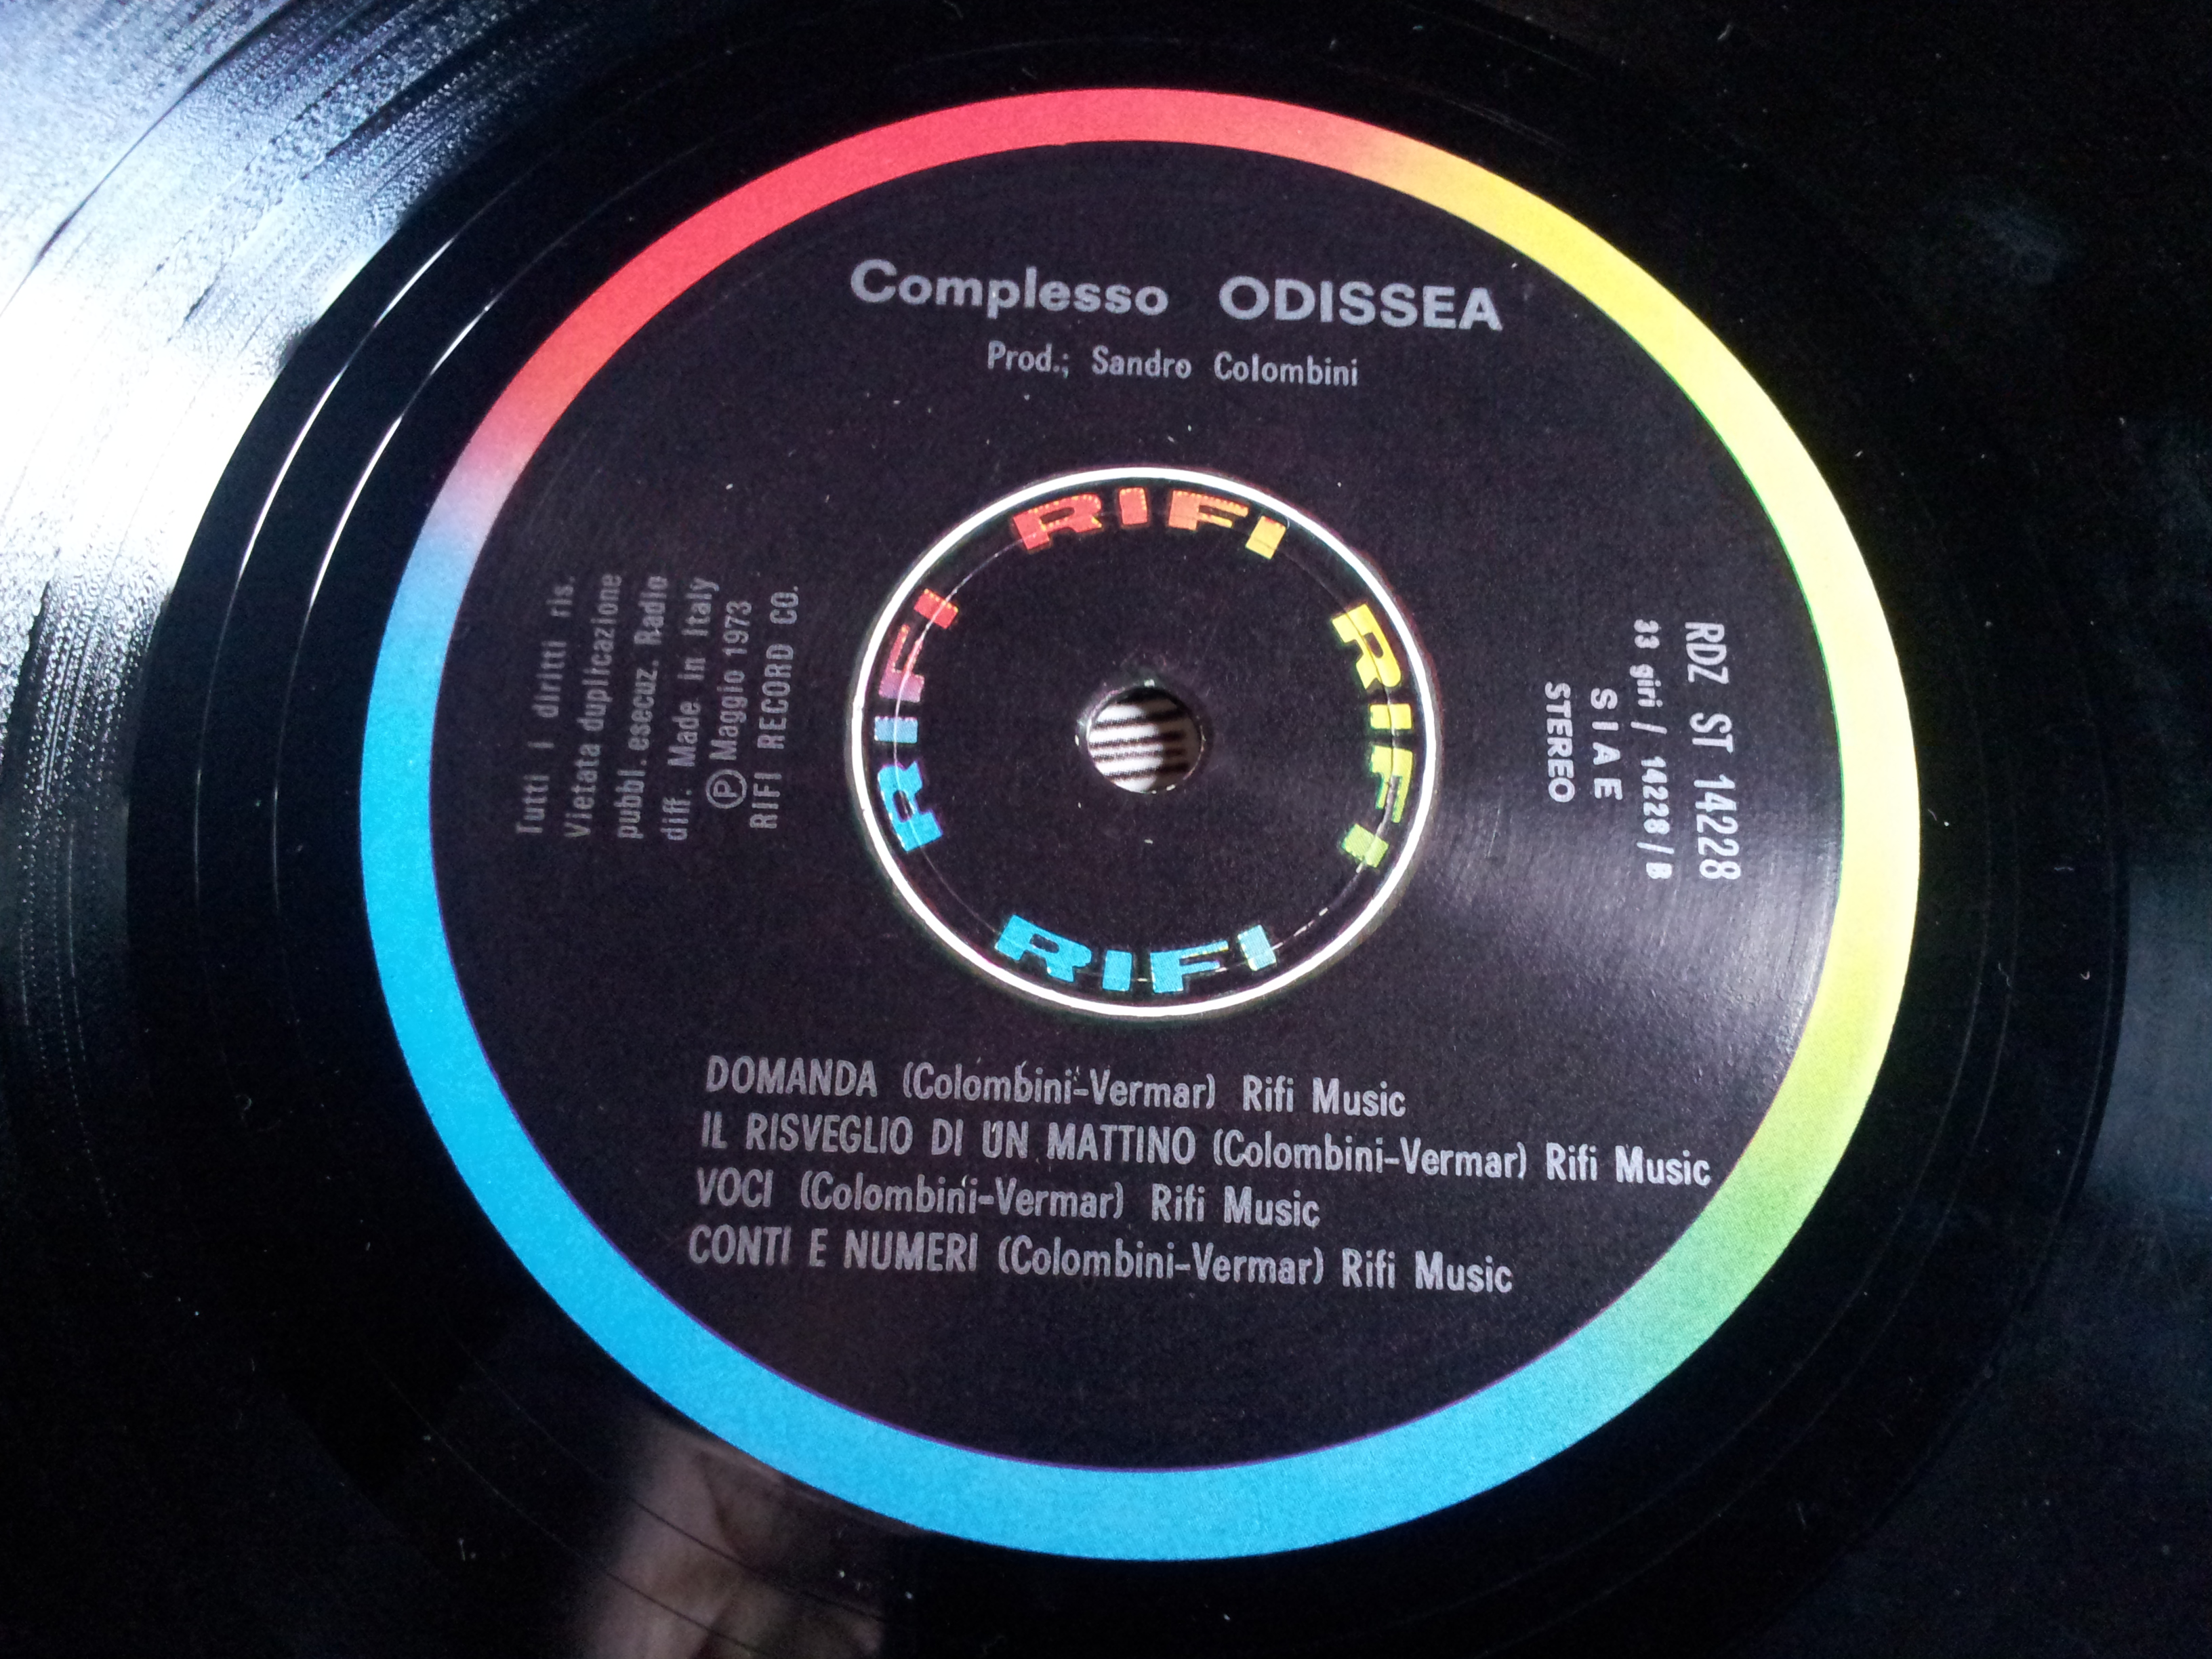 Complesso ODISSEA
Prod.; Sandro Colombini
RIFI
RIFI
RIFI
RIFI
Tutti i diritti ris.
Vietata duplicazione
pubbl. esecuz. Radio
diff. Made in Italy
Ⓟ Maggio 1973
RIFI RECORD CO.
RDZ ST 14228
33 giri / 14228/B
SIAE
STEREO
DOMANDA (Colombini-Vermar) Rifi Music
IL RISVEGLIO DI UN MATTINO (Colombini-Vermar) Rifi Music
VOCI (Colombini-Vermar) Rifi Music
CONTI E NUMERI (Colombini-Vermar) Rifi Music